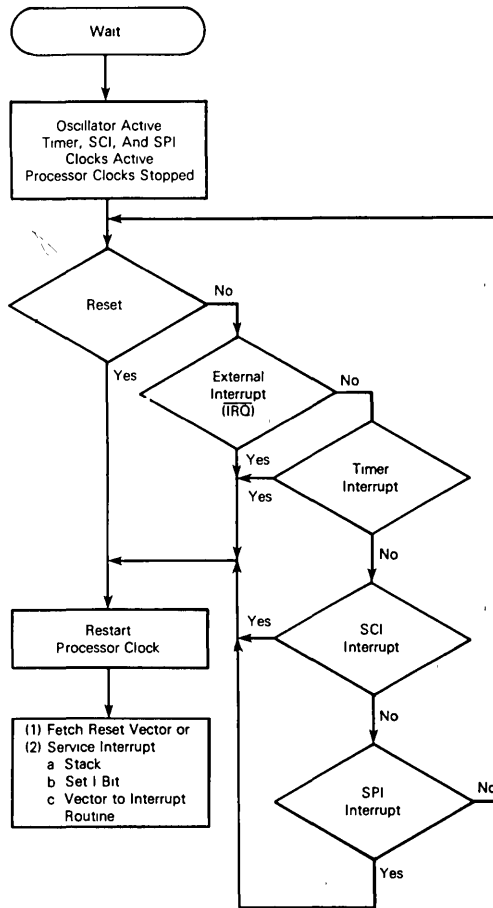 Wait
Oscillator Active
Timer, SCI, And SPI
Clocks Active
Processor Clocks Stopped
Reset
No
Yes
External
Interrupt
(IRQ)
No
Yes
Timer
Interrupt
Yes
No
SCI
Interrupt
Yes
No
SPI
Interrupt
No
Yes
Restart
Processor Clock
(1) Fetch Reset Vector or
(2) Service Interrupt
a Stack
b Set I Bit
c Vector to Interrupt
Routine